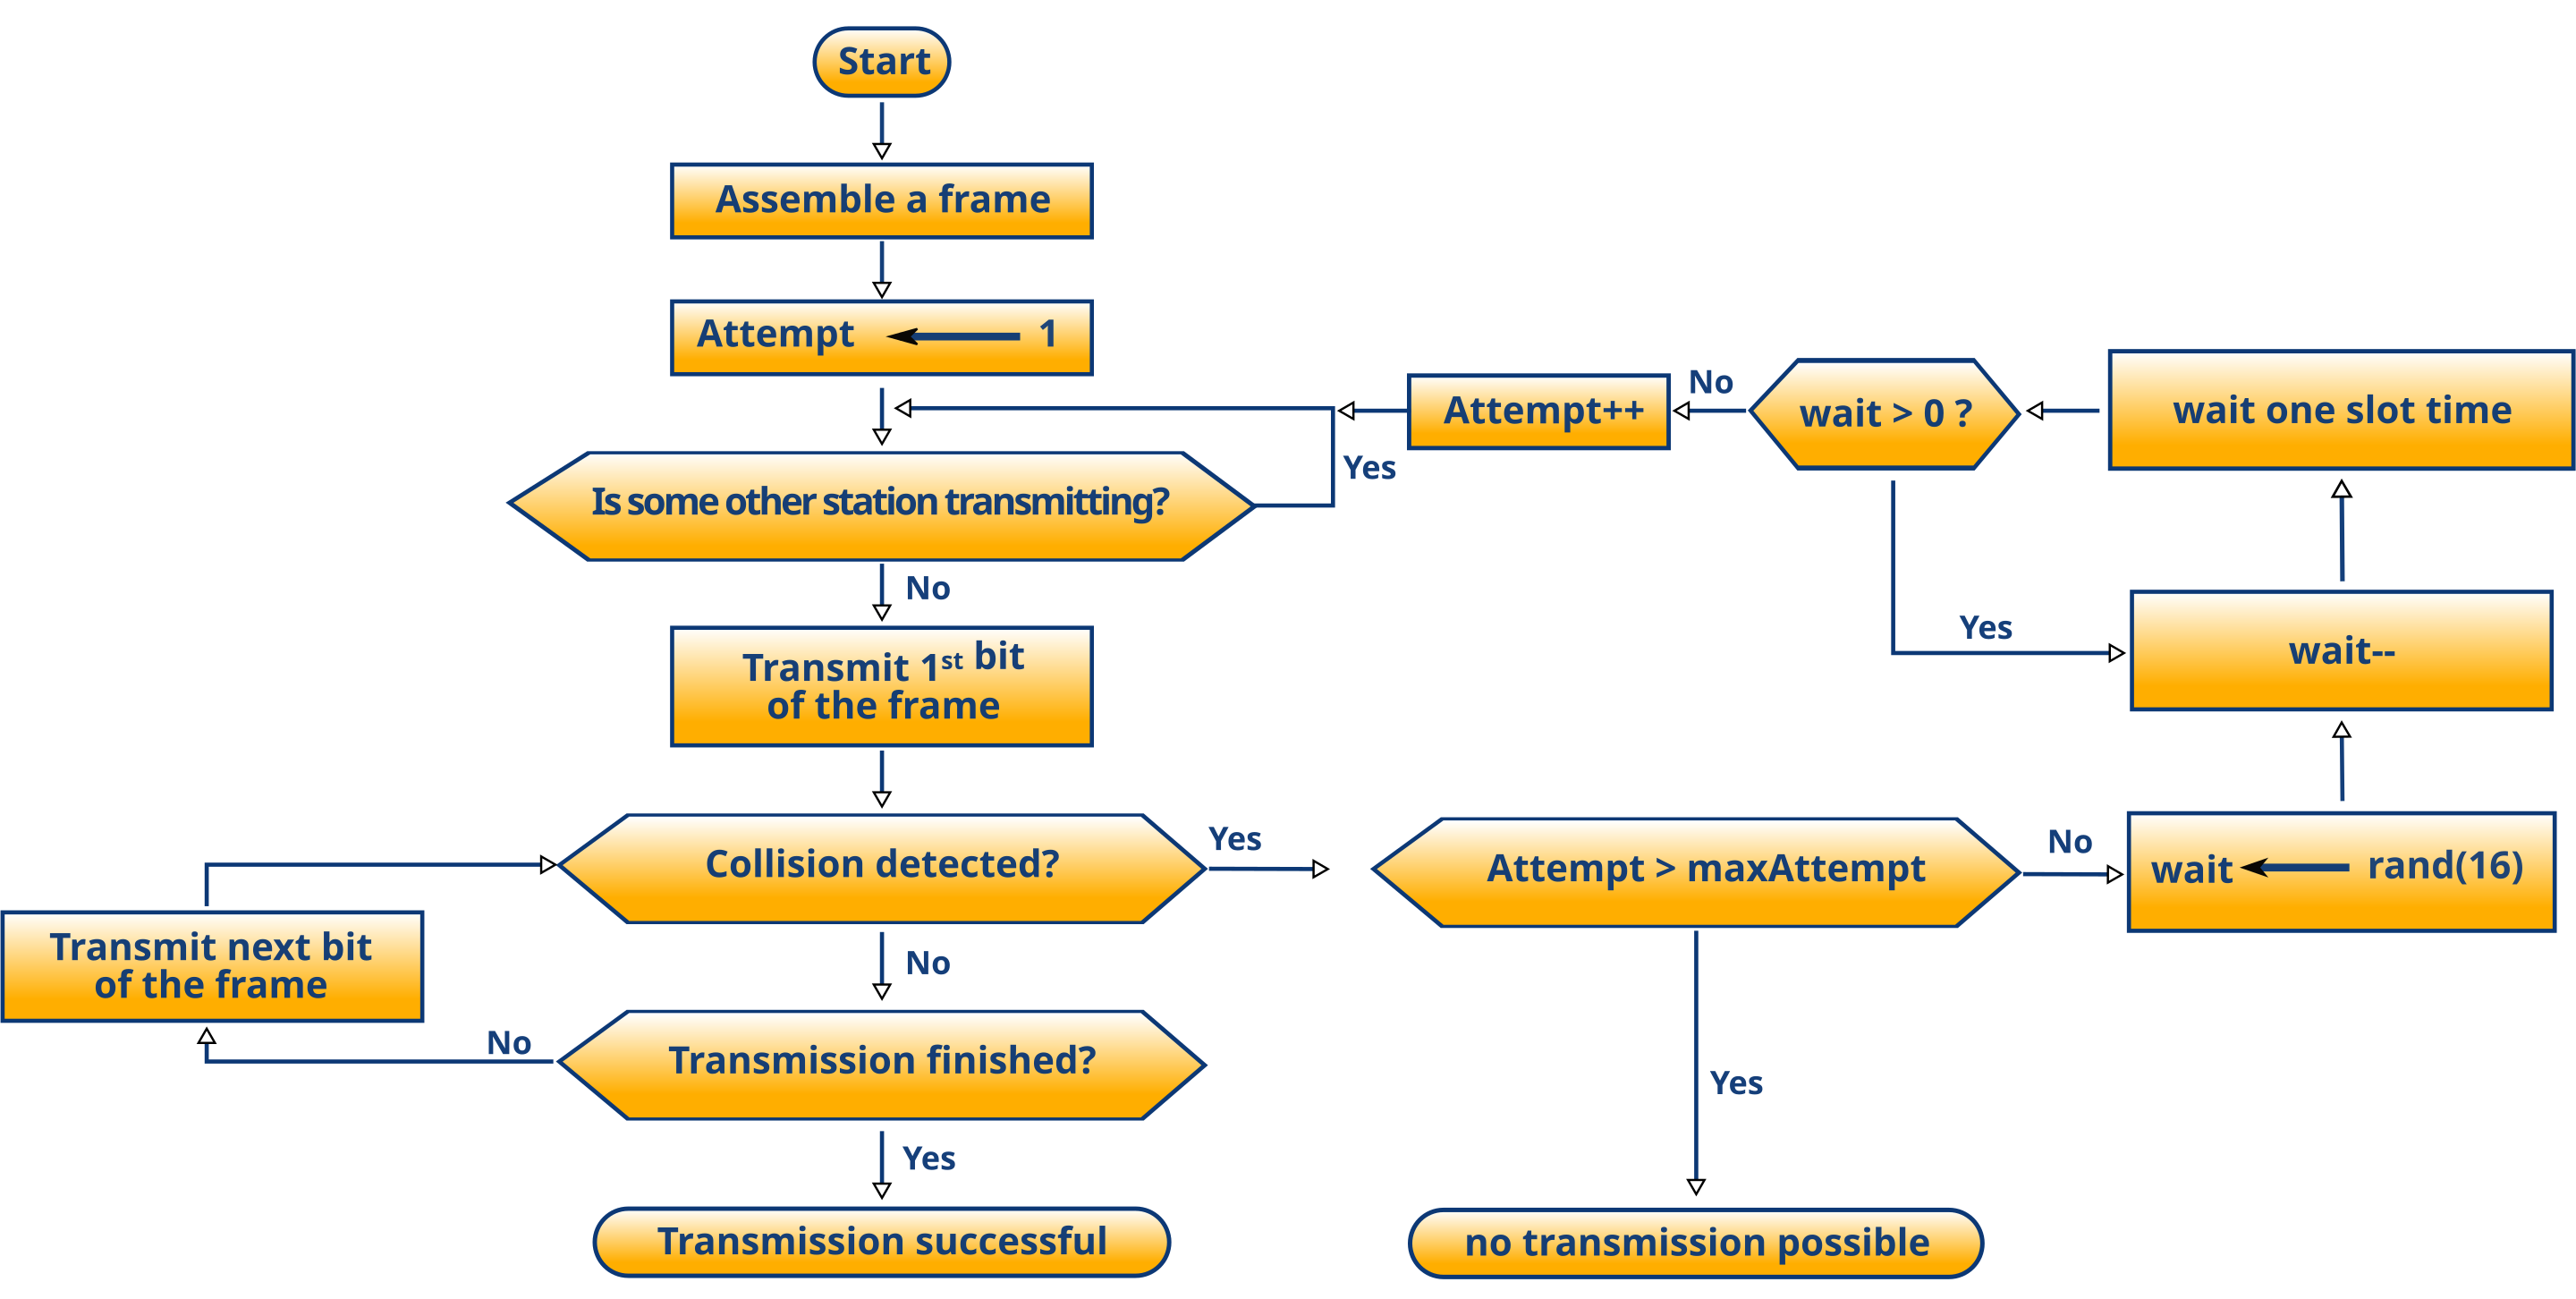 Start
Assemble a frame
Attempt 1
Is some other station transmitting?
Yes
No
Transmit 1st bit
of the frame
Collision detected?
Yes
No
Transmit next bit
of the frame
No
Transmission finished?
Yes
Transmission successful
Attempt > maxAttempt
Yes
no transmission possible
No
wait rand(16)
wait--
wait one slot time
wait > 0 ?
Yes
No
Attempt++